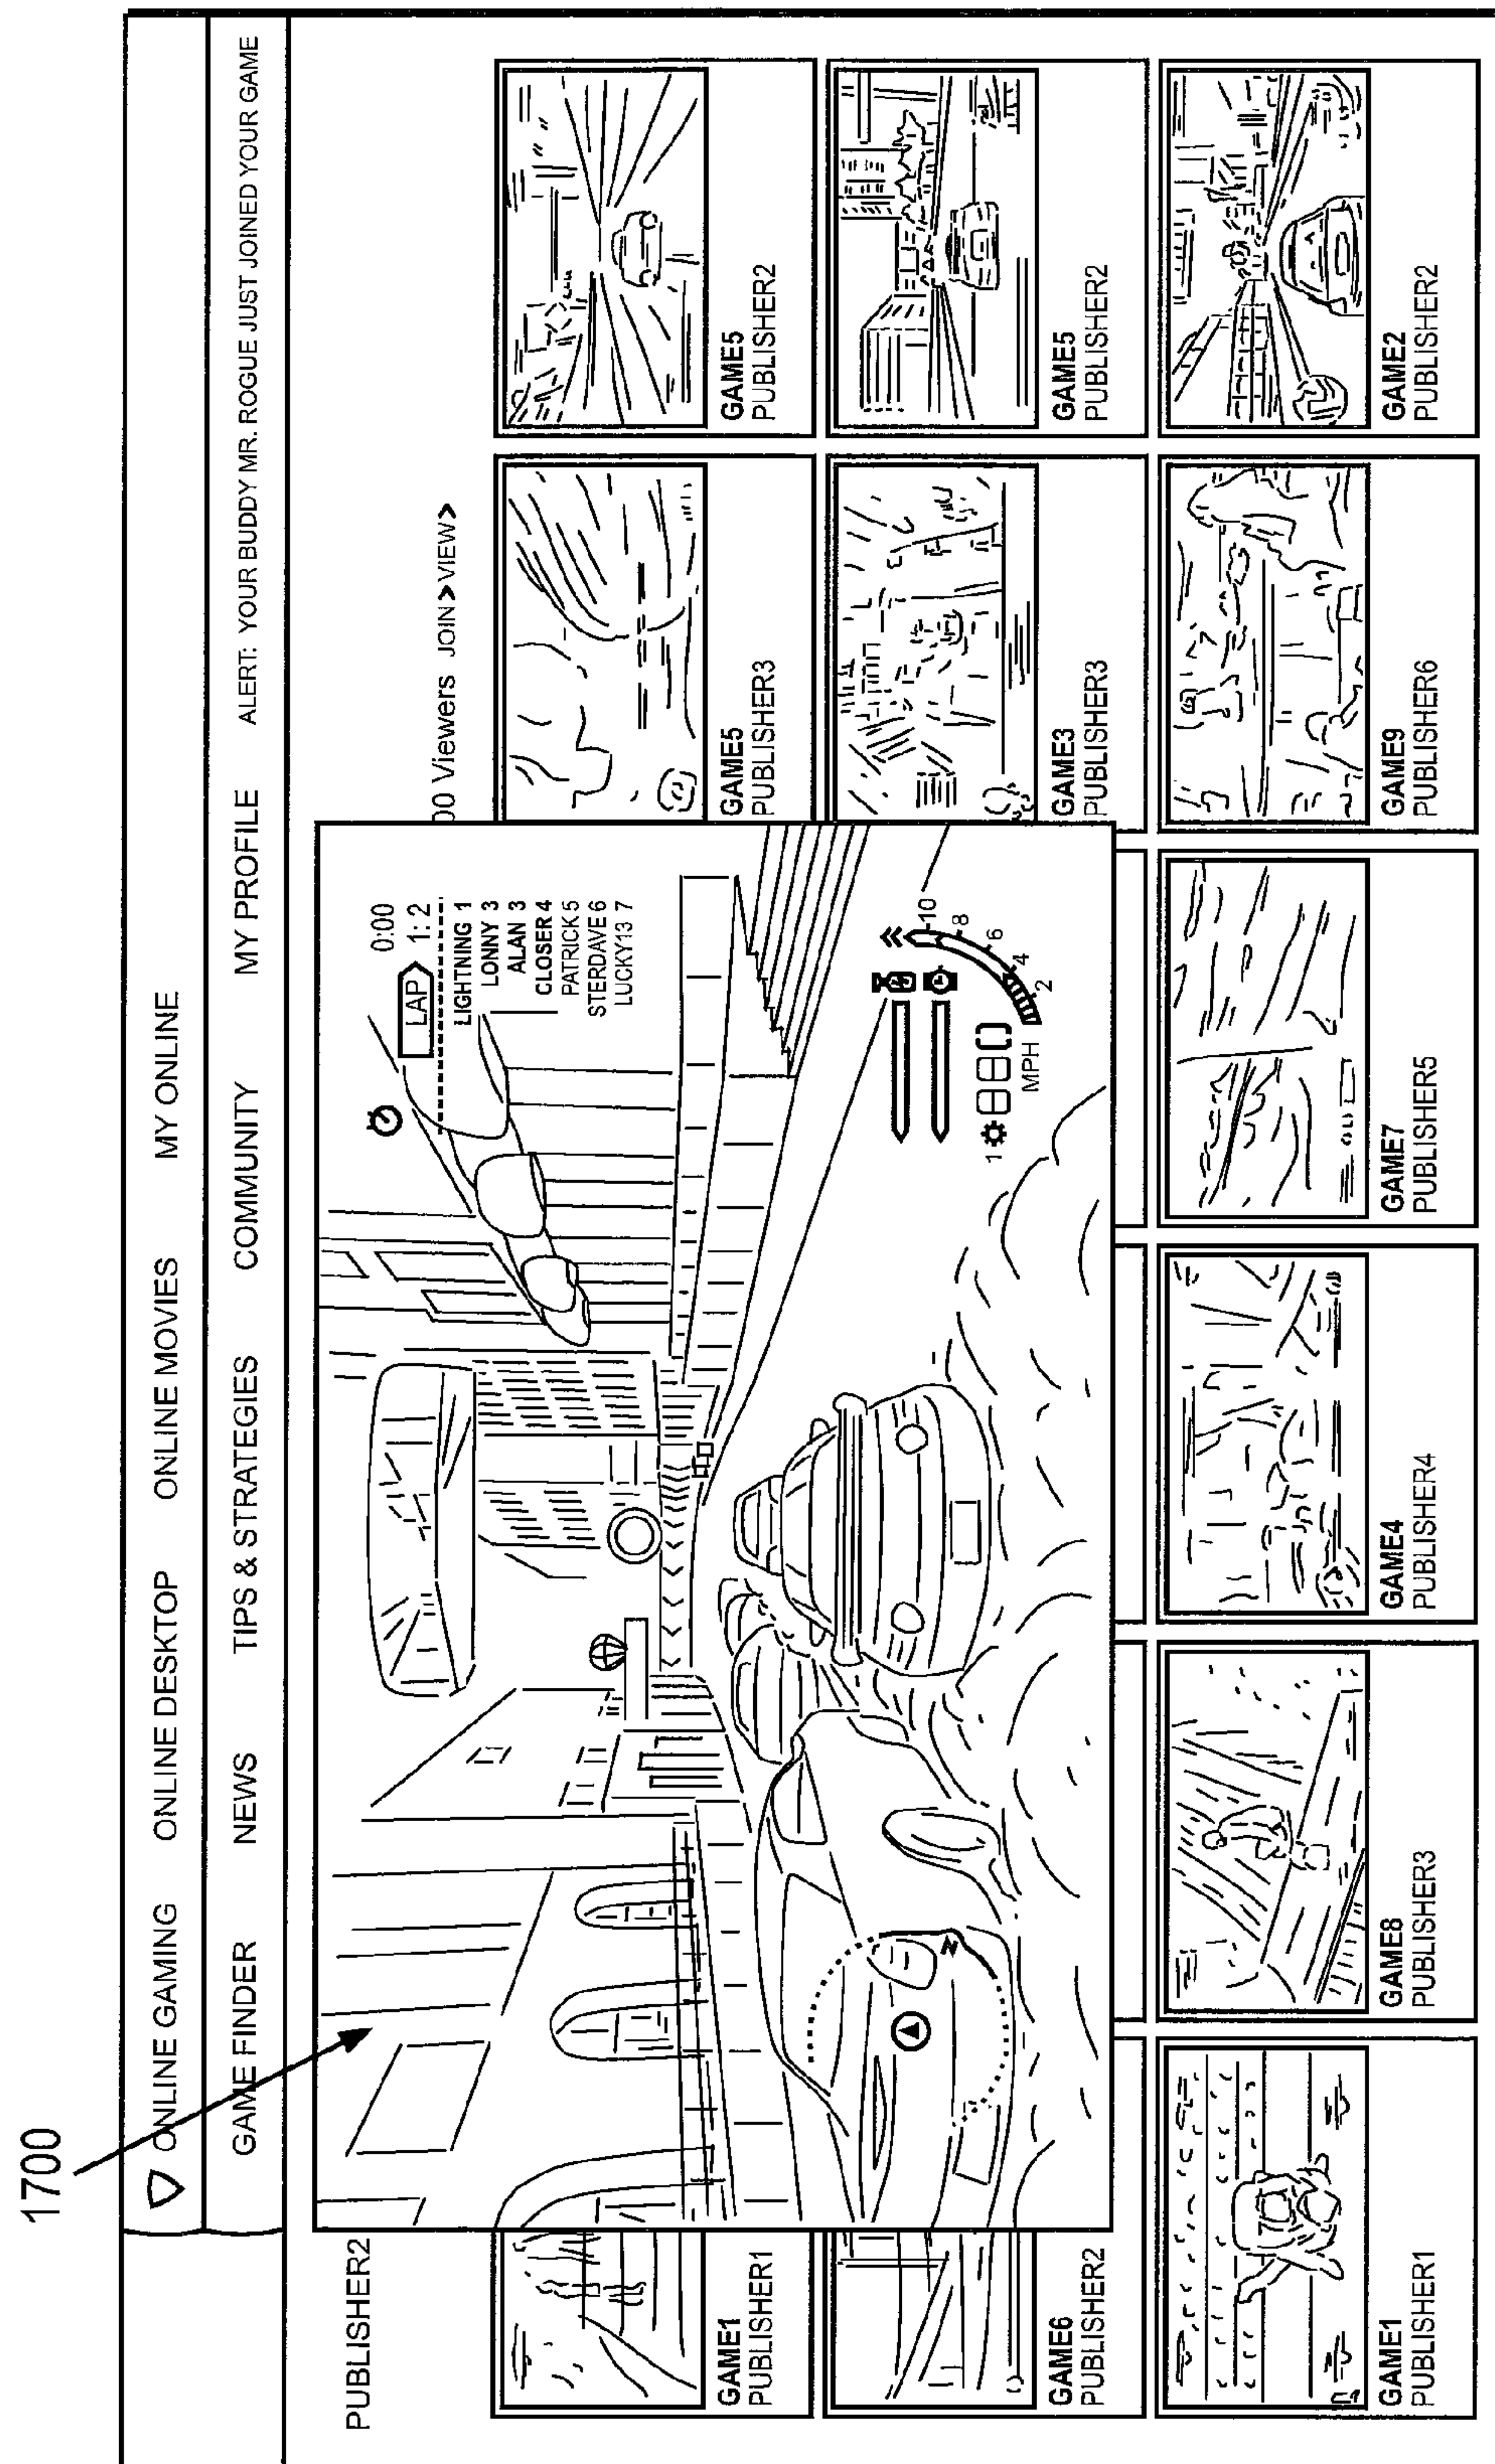 1700
ONLINE GAMING ONLINE DESKTOP ONLINE MOVIES MY ONLINE
GAME FINDER NEWS TIPS & STRATEGIES COMMUNITY MY PROFILE ALERT: YOUR BUDDY MR. ROGUE JUST JOINED YOUR GAME
PUBLISHER2
00 Viewers JOIN > VIEW >
0:00
LAP 1: 2
LIGHTNING 1
LONNY 3
ALAN 3
CLOSER 4
PATRICK 5
STERDAVE 6
LUCKY13 7
N
10
8
6
4
2
1
MPH
GAME1
PUBLISHER1
GAME5
PUBLISHER3
GAME5
PUBLISHER2
GAME6
PUBLISHER2
GAME3
PUBLISHER3
GAME5
PUBLISHER2
GAME1
PUBLISHER1
GAME8
PUBLISHER3
GAME4
PUBLISHER4
GAME7
PUBLISHER5
GAME9
PUBLISHER6
GAME2
PUBLISHER2